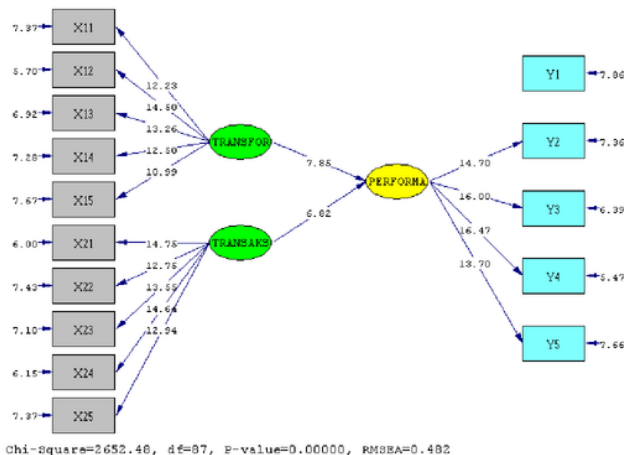 7.37 X11
5.70 X12
6.92 X13
7.28 X14
7.67 X15
6.00 X21
7.43 X22
7.10 X23
6.15 X24
7.37 X25
12.23
14.50
13.26
12.50
10.99
14.75
12.75
13.55
14.64
12.94
TRANSFOR
TRANSAKS
7.85
6.82
PERFORMA
14.70
16.00
16.47
13.70
Y1 7.86
Y2 7.36
Y3 6.39
Y4 5.47
Y5 7.66
Chi-Square=2652.48, df=87, P-value=0.00000, RMSEA=0.482